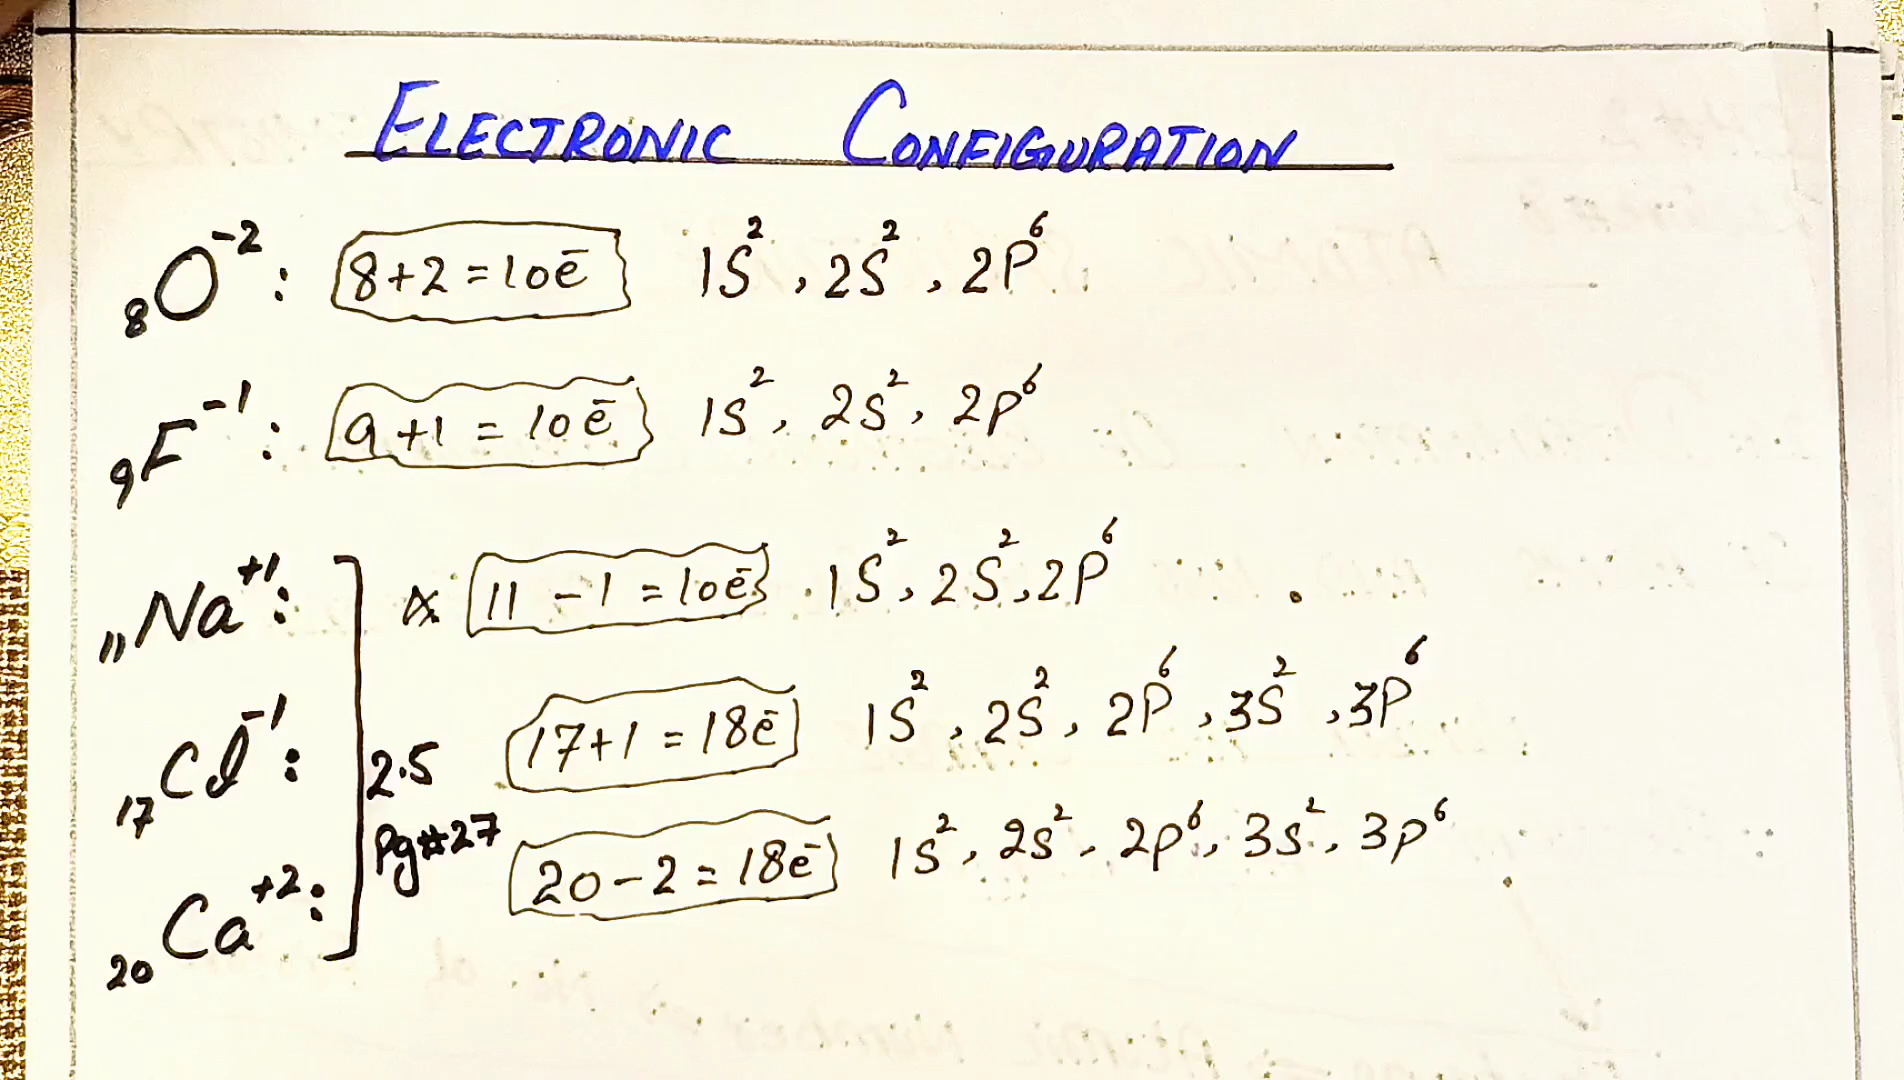 ELECTRONIC CONFIGURATION
₈O⁻²: 8+2=10ē 1S², 2S², 2P⁶
₉F⁻¹: 9+1=10ē 1S², 2S², 2P⁶
₁₁Na⁺¹: 11-1=10ē 1S², 2S², 2P⁶
₁₇Cl⁻¹: 17+1=18ē 1S², 2S², 2P⁶, 3S², 3P⁶
2.5
Pg#27
₂₀Ca⁺²: 20-2=18ē 1S², 2S², 2P⁶, 3S², 3P⁶